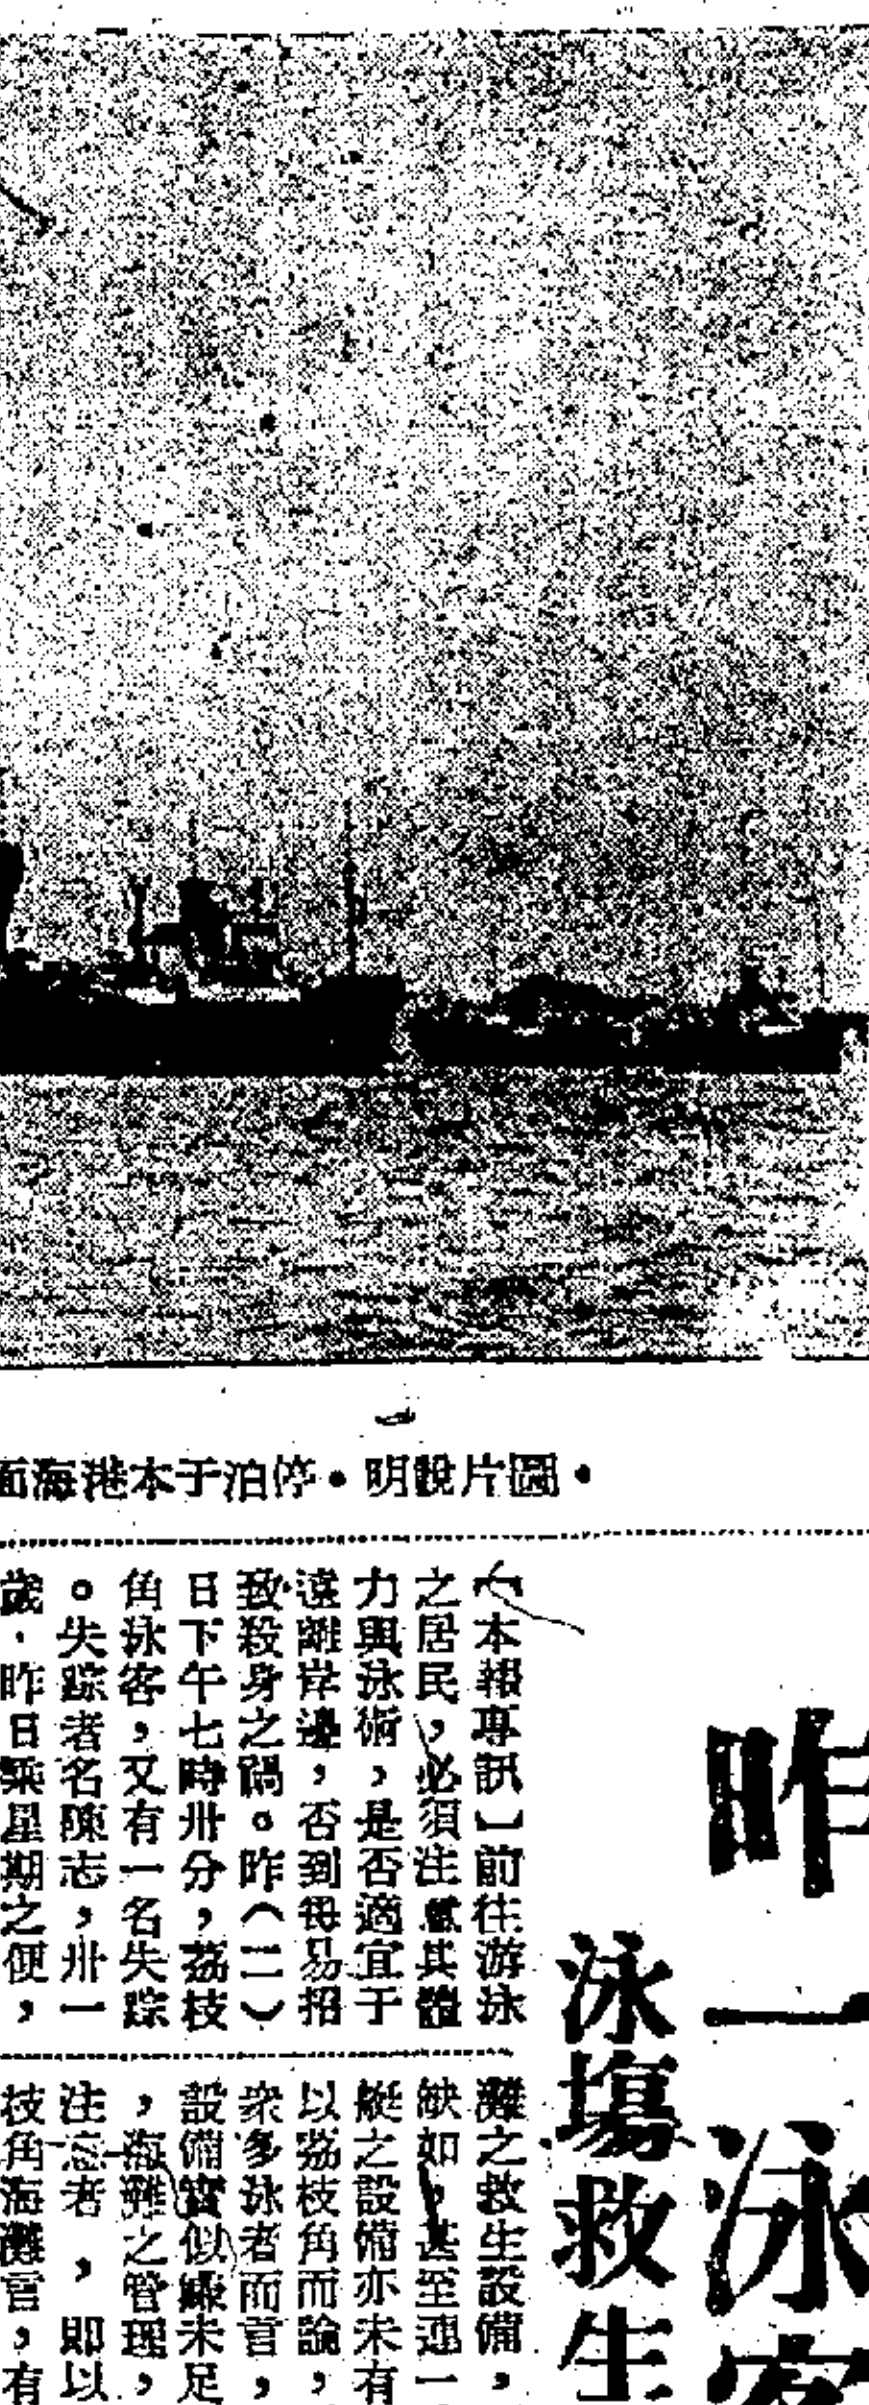 •圖片說明•停泊于本港海面
昨一泳客
泳塲救生
【本報專訊】前往游泳
之居民，必須注意其體
力與泳術，是否適宜于
遠離岸邊，否到毋易招
致殺身之禍。昨（二）
日下午七時卅分，荔枝
角泳客，又有一名失踪
。失踪者名陳志，卅一
歲．昨日乘星期之便，
灘之救生設備，
缺如，甚至連一
艇之設備亦未有
以荔枝角而論，
衆多泳者而言，
設備實似嫌未足
，海灘之管理，
注意者，即以
枝角海灘言，有